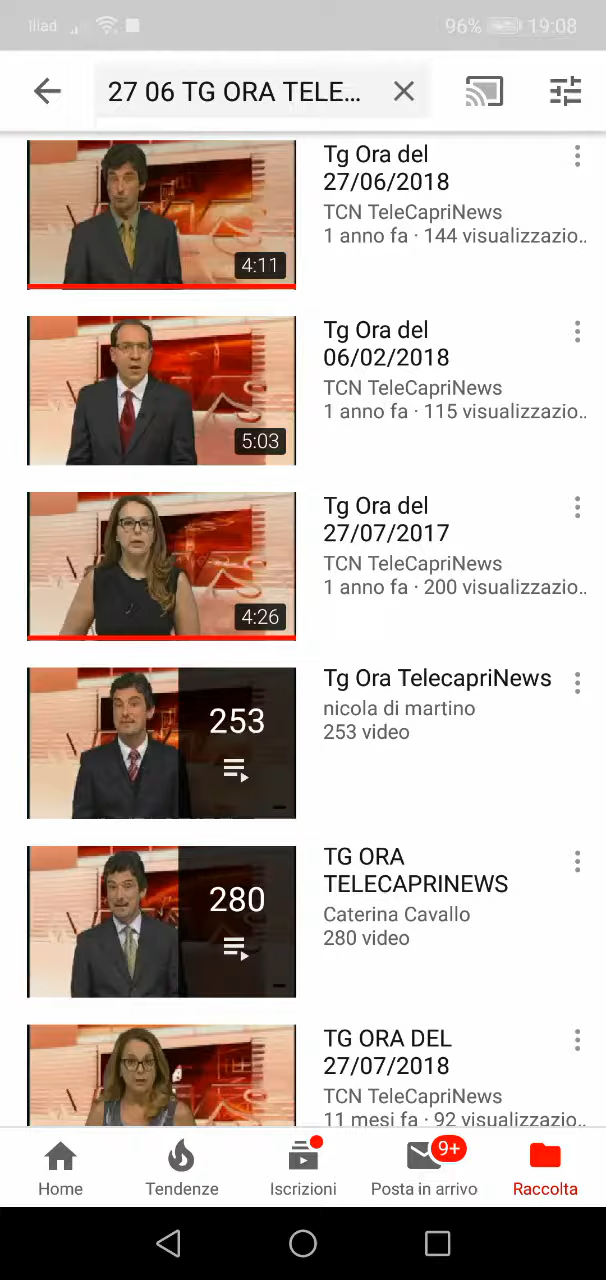 Iliad 96% 19:08
27 06 TG ORA TELE...
Tg Ora del
27/06/2018
TCN TeleCapriNews
1 anno fa · 144 visualizzazio..
4:11
Tg Ora del
06/02/2018
TCN TeleCapriNews
1 anno fa · 115 visualizzazio..
5:03
Tg Ora del
27/07/2017
TCN TeleCapriNews
1 anno fa · 200 visualizzazio..
4:26
Tg Ora TelecapriNews
nicola di martino
253 video
253
TG ORA
TELECAPRINEWS
Caterina Cavallo
280 video
280
TG ORA DEL
27/07/2018
TCN TeleCapriNews
11 mesi fa · 92 visualizzazio..
9+
Home Tendenze Iscrizioni Posta in arrivo Raccolta